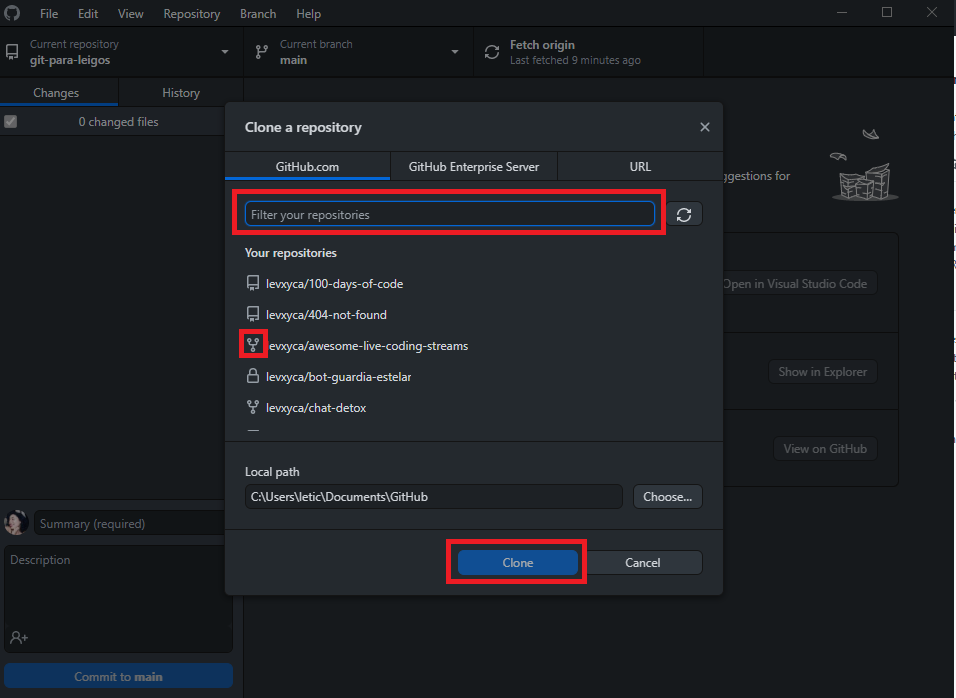 File Edit View Repository Branch Help
Current repository
git-para-leigos
Current branch
main
Fetch origin
Last fetched 9 minutes ago
Changes
History
0 changed files
Clone a repository
GitHub.com
GitHub Enterprise Server
URL
Filter your repositories
Your repositories
levxyca/100-days-of-code
levxyca/404-not-found
levxyca/awesome-live-coding-streams
levxyca/bot-guardia-estelar
levxyca/chat-detox
Local path
C:\Users\letic\Documents\GitHub
Choose...
Clone
Cancel
ggestions for
Open in Visual Studio Code
Show in Explorer
View on GitHub
Summary (required)
Description
Commit to main